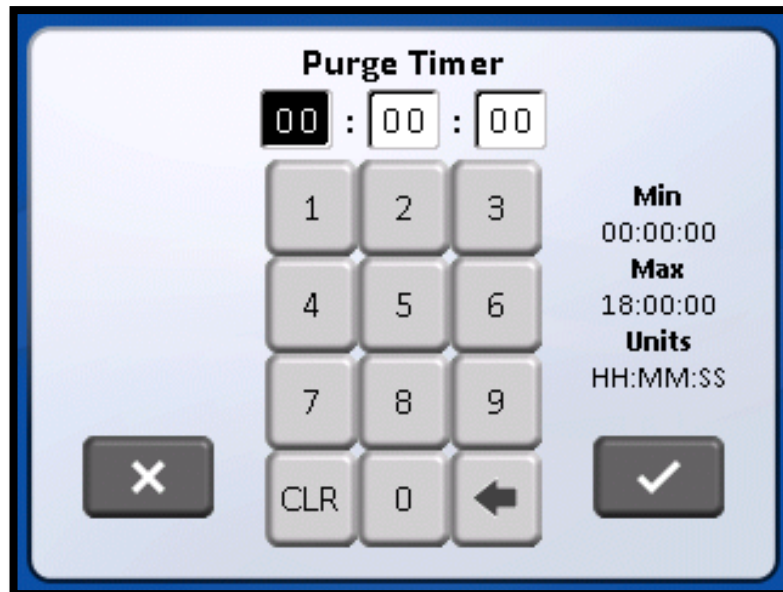 Purge Timer
00 : 00 : 00
1 2 3
4 5 6
7 8 9
CLR 0
Min
00:00:00
Max
18:00:00
Units
HH:MM:SS